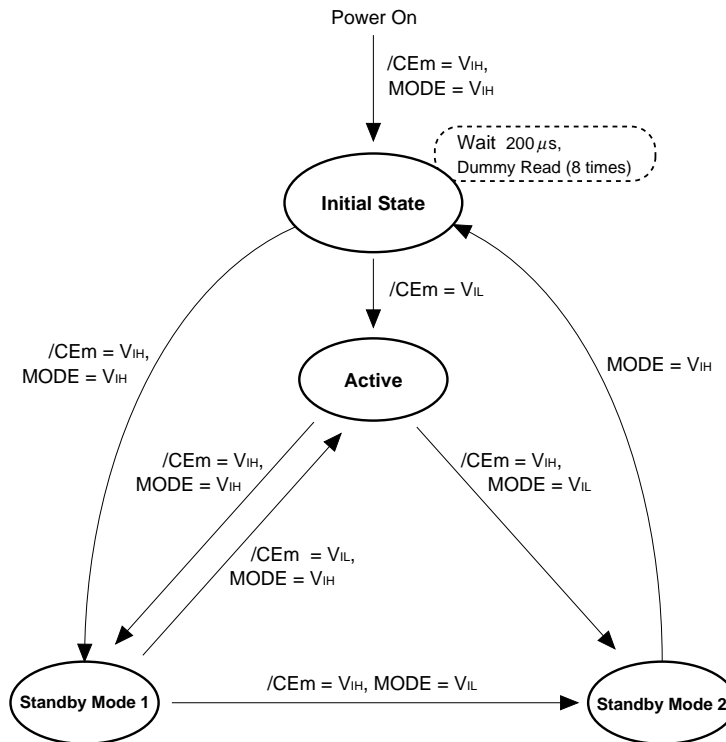 Power On
/CEm = VIH,
MODE = VIH
Wait 200 μs,
Dummy Read (8 times)
Initial State
/CEm = VIL
/CEm = VIH,
MODE = VIH
MODE = VIH
Active
/CEm = VIH,
MODE = VIH
/CEm = VIH,
MODE = VIL
/CEm = VIL,
MODE = VIH
Standby Mode 1
/CEm = VIH, MODE = VIL
Standby Mode 2